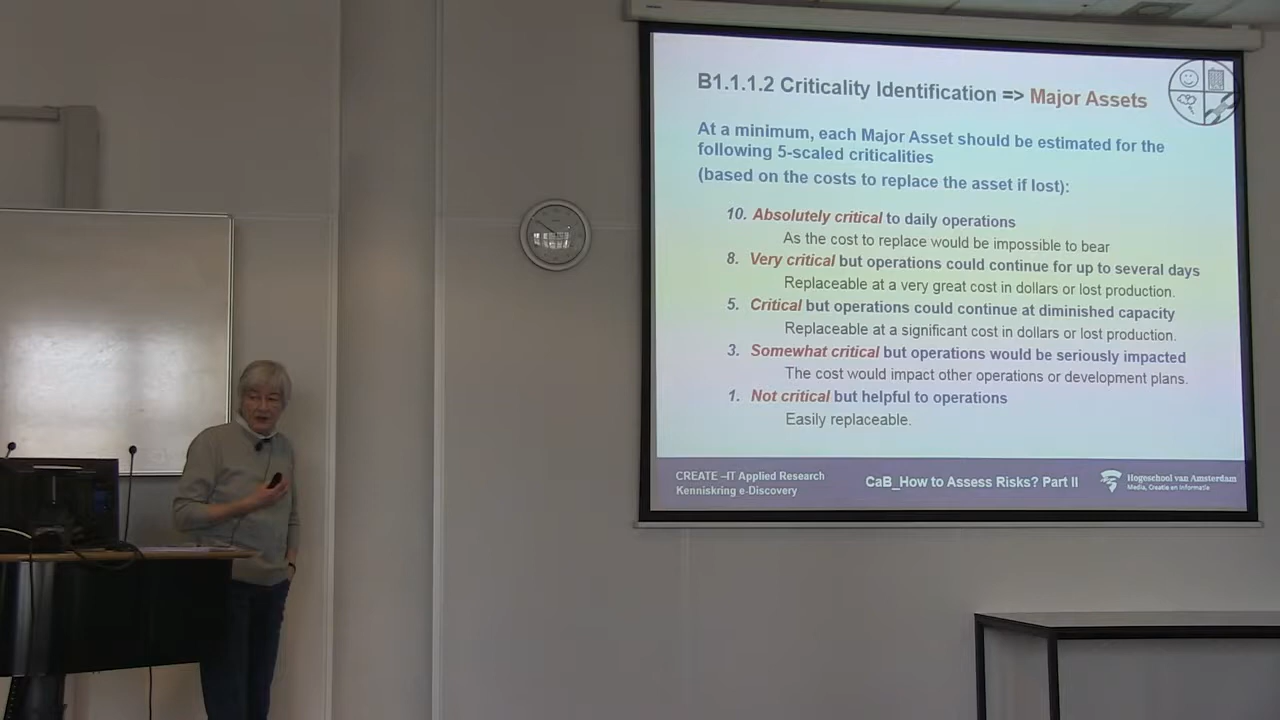 B1.1.1.2 Criticality Identification => Major Assets
At a minimum, each Major Asset should be estimated for the
following 5-scaled criticalities
(based on the costs to replace the asset if lost):
10. Absolutely critical to daily operations
As the cost to replace would be impossible to bear
8. Very critical but operations could continue for up to several days
Replaceable at a very great cost in dollars or lost production.
5. Critical but operations could continue at diminished capacity
Replaceable at a significant cost in dollars or lost production.
3. Somewhat critical but operations would be seriously impacted
The cost would impact other operations or development plans.
1. Not critical but helpful to operations
Easily replaceable.
CREATE –IT Applied Research
Kenniskring e-Discovery
CaB_How to Assess Risks? Part II
Hogeschool van Amsterdam
Media, Creatie en Informatie